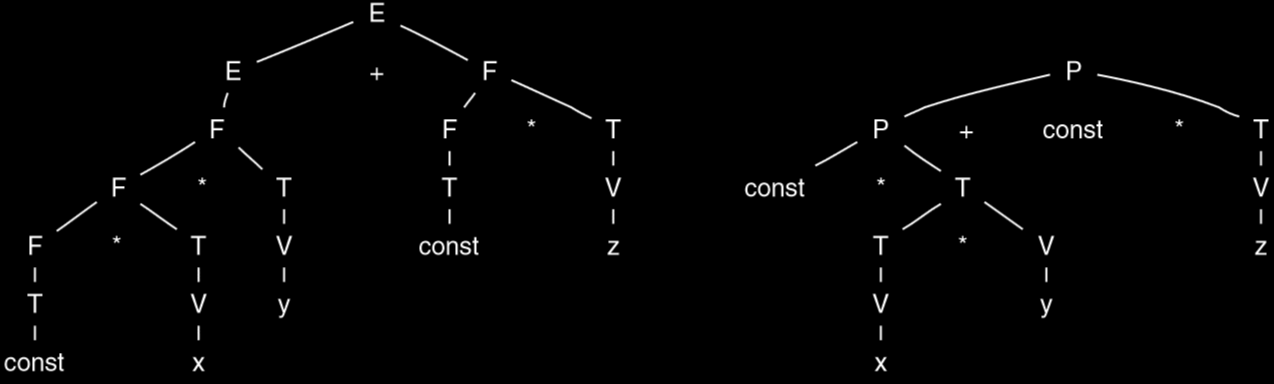 E
E + F P
F F * T P + const * T
F * T T V const * T V
F * T V const z T * V z
T V y V y
const x x